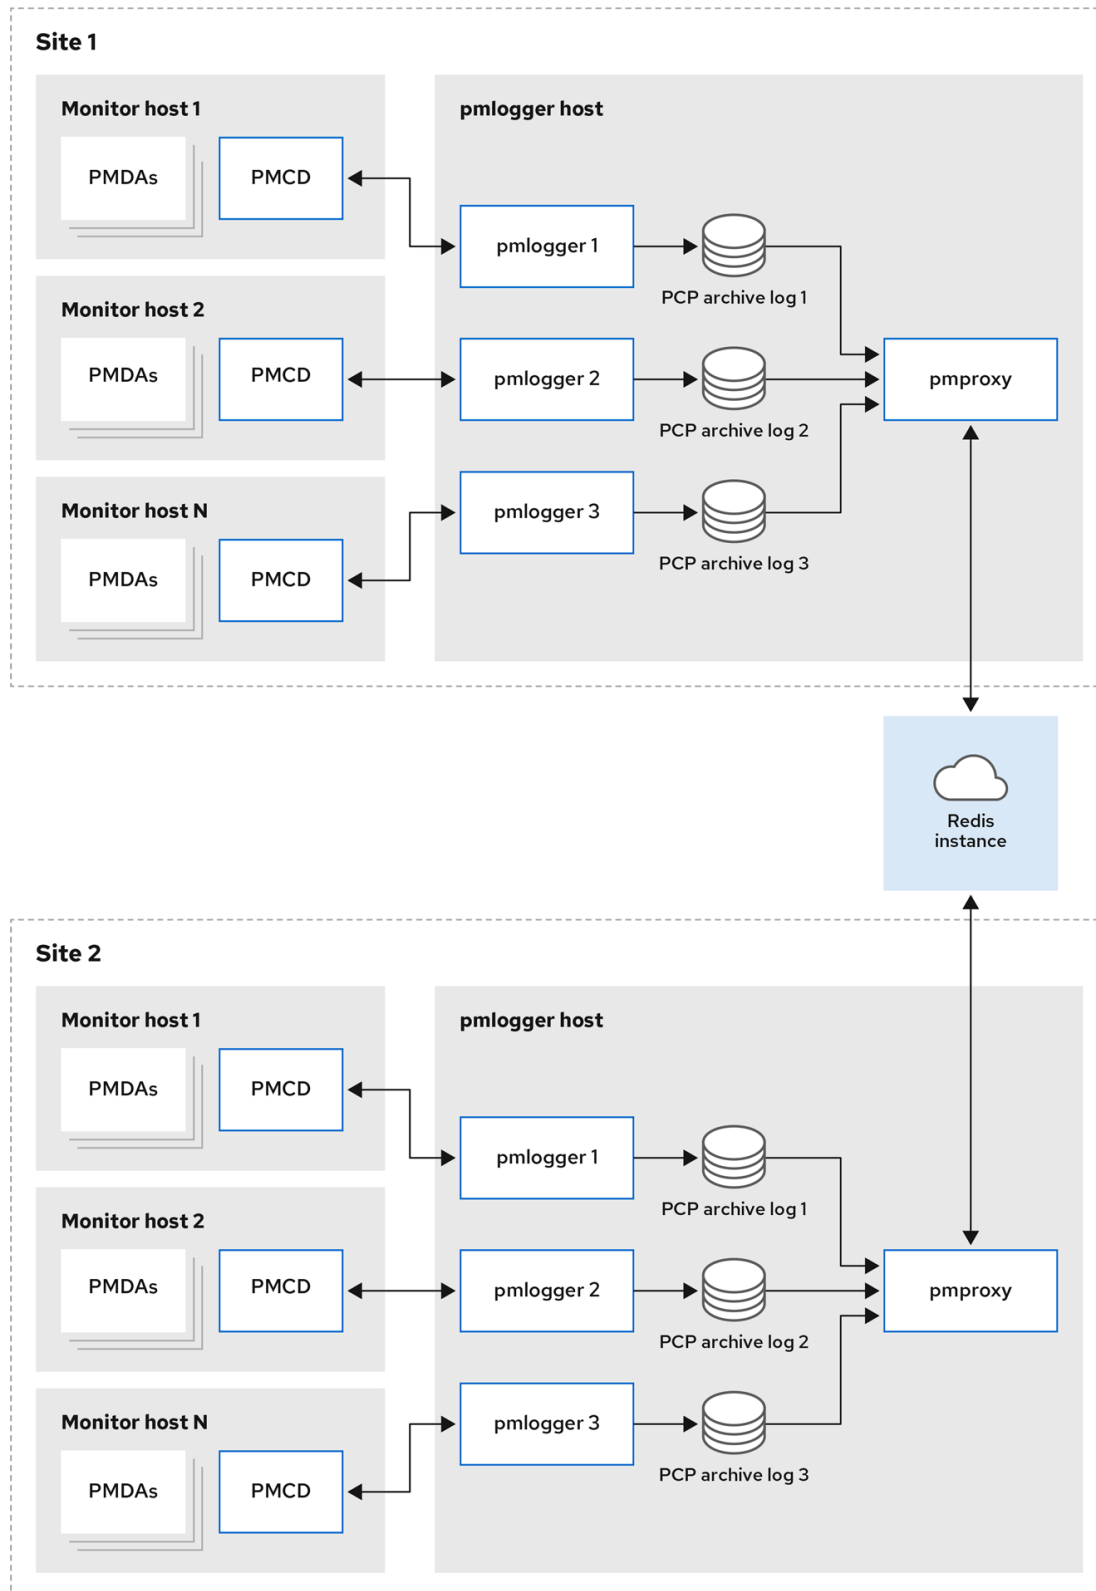 Site 1
Monitor host 1
PMDAs
PMCD
Monitor host 2
PMDAs
PMCD
Monitor host N
PMDAs
PMCD
pmlogger host
pmlogger 1
PCP archive log 1
pmlogger 2
PCP archive log 2
pmlogger 3
PCP archive log 3
pmproxy
Redis
instance
Site 2
Monitor host 1
PMDAs
PMCD
Monitor host 2
PMDAs
PMCD
Monitor host N
PMDAs
PMCD
pmlogger host
pmlogger 1
PCP archive log 1
pmlogger 2
PCP archive log 2
pmlogger 3
PCP archive log 3
pmproxy